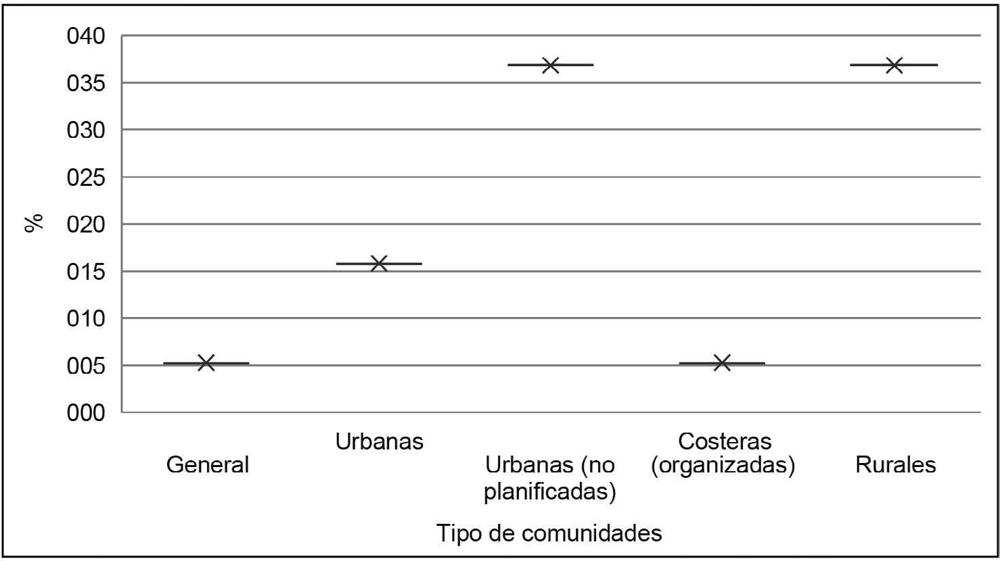 040
035
030
025
020
015
010
005
000
%
Urbanas
Costeras
General
Urbanas (no
(organizadas)
Rurales
planificadas)
Tipo de comunidades